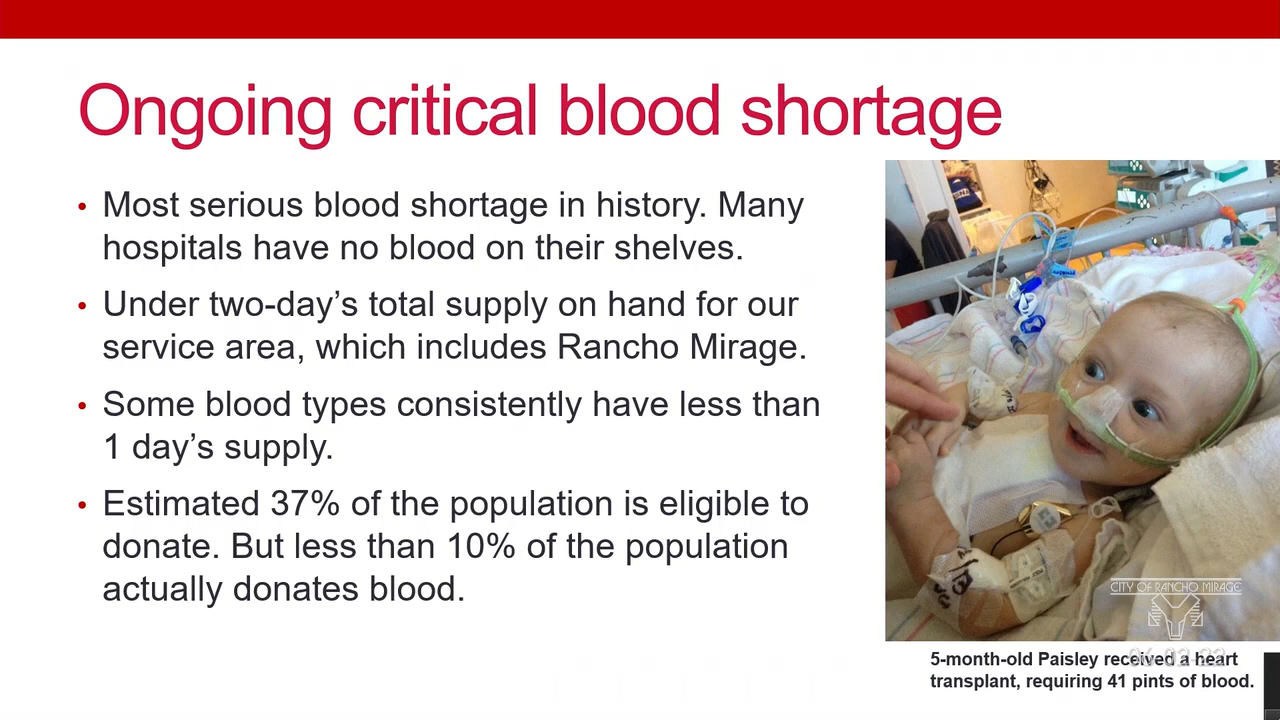 Ongoing critical blood shortage
• Most serious blood shortage in history. Many
hospitals have no blood on their shelves.
• Under two-day’s total supply on hand for our
service area, which includes Rancho Mirage.
• Some blood types consistently have less than
1 day’s supply.
• Estimated 37% of the population is eligible to
donate. But less than 10% of the population
actually donates blood.
CITY OF RANCHO MIRAGE
06-02-22
5-month-old Paisley received a heart
transplant, requiring 41 pints of blood.